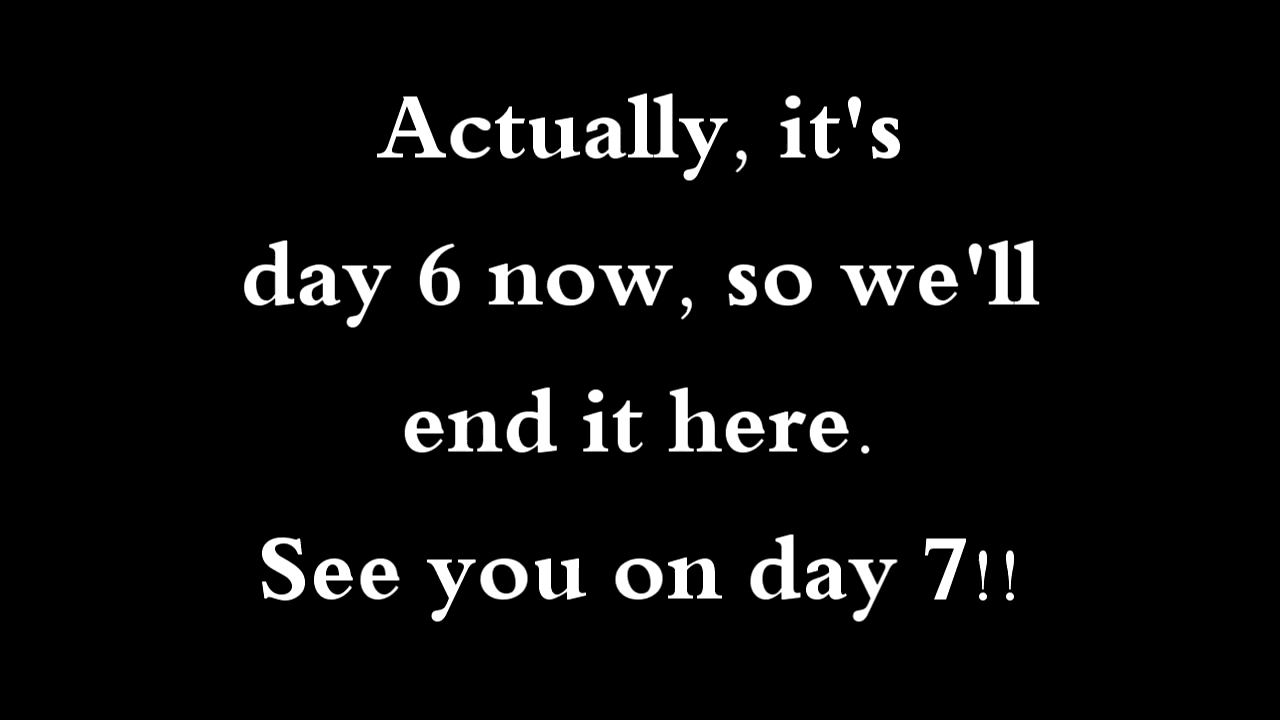 Actually, it's
day 6 now, so we'll
end it here.
See you on day 7!!